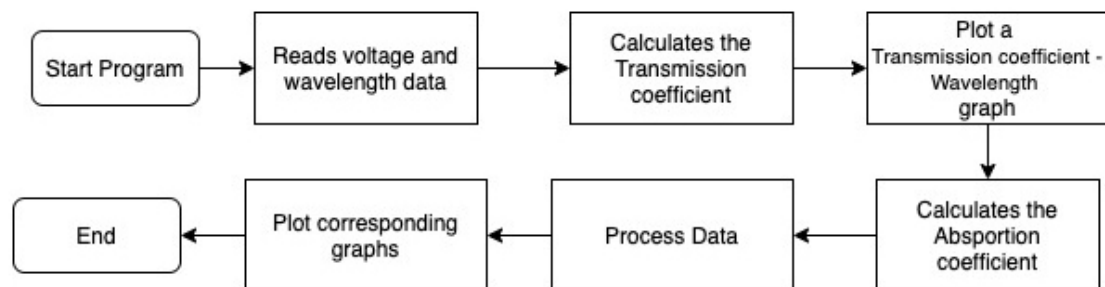 Start Program
Reads voltage and
wavelength data
Calculates the
Transmission
coefficient
Plot a
Transmission coefficient -
Wavelength
graph
Calculates the
Absportion
coefficient
Process Data
Plot corresponding
graphs
End